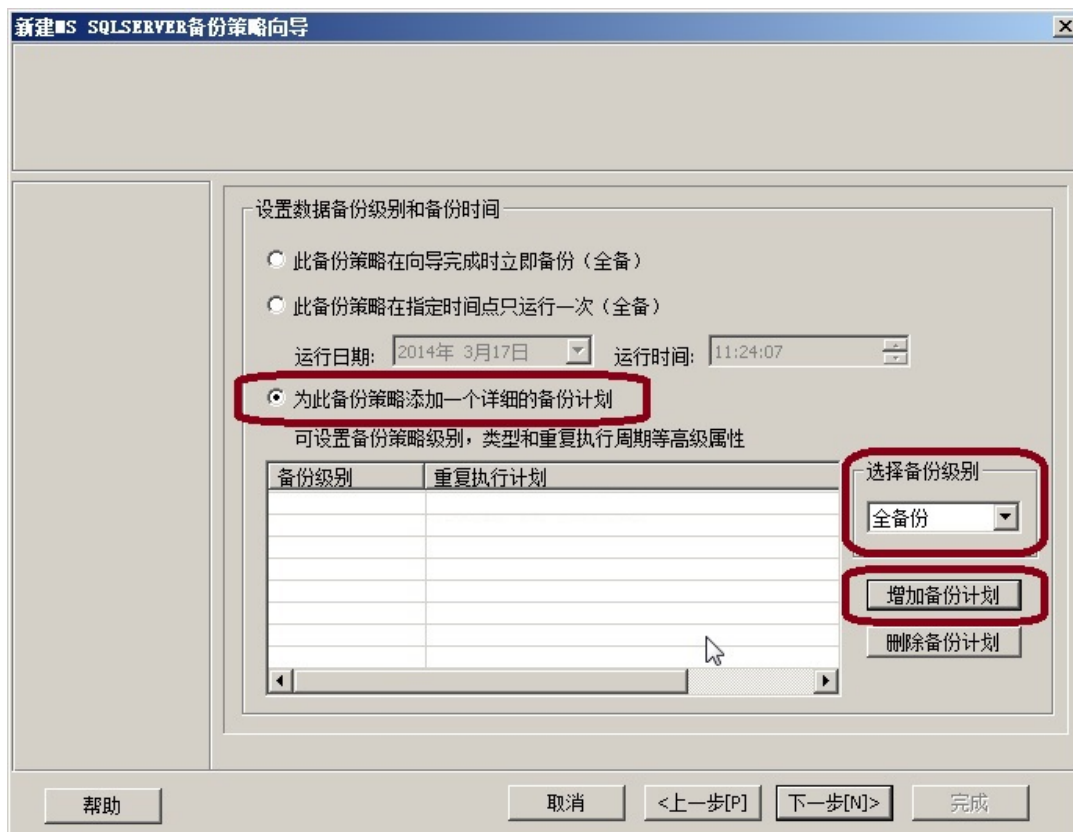 新建MS SQLSERVER备份策略向导
设置数据备份级别和备份时间
此备份策略在向导完成时立即备份（全备）
此备份策略在指定时间点只运行一次（全备）
运行日期: 2014年 3月17日 运行时间: 11:24:07
为此备份策略添加一个详细的备份计划
可设置备份策略级别，类型和重复执行周期等高级属性
备份级别 重复执行计划
选择备份级别
全备份
增加备份计划
删除备份计划
帮助 取消 <上一步[P] 下一步[N]> 完成